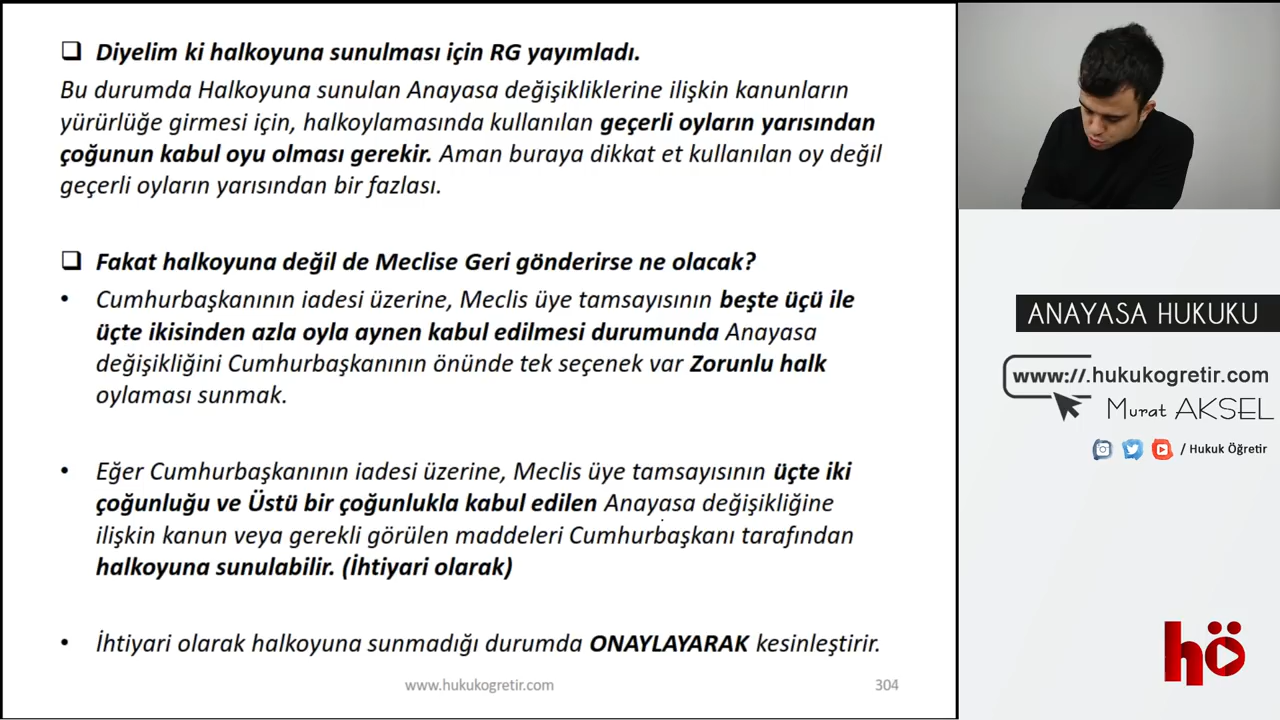 Diyelim ki halkoyuna sunulması için RG yayımladı.
Bu durumda Halkoyuna sunulan Anayasa değişikliklerine ilişkin kanunların
yürürlüğe girmesi için, halkoylamasında kullanılan geçerli oyların yarısından
çoğunun kabul oyu olması gerekir. Aman buraya dikkat et kullanılan oy değil
geçerli oyların yarısından bir fazlası.
Fakat halkoyuna değil de Meclise Geri gönderirse ne olacak?
• Cumhurbaşkanının iadesi üzerine, Meclis üye tamsayısının beşte üçü ile
üçte ikisinden azla oyla aynen kabul edilmesi durumunda Anayasa
değişikliğini Cumhurbaşkanının önünde tek seçenek var Zorunlu halk
oylaması sunmak.
• Eğer Cumhurbaşkanının iadesi üzerine, Meclis üye tamsayısının üçte iki
çoğunluğu ve Üstü bir çoğunlukla kabul edilen Anayasa değişikliğine
ilişkin kanun veya gerekli görülen maddeleri Cumhurbaşkanı tarafından
halkoyuna sunulabilir. (İhtiyari olarak)
• İhtiyari olarak halkoyuna sunmadığı durumda ONAYLAYARAK kesinleştirir.
www.hukukogretir.com
304
ANAYASA HUKUKU
www://.hukukogretir.com
Murat AKSEL
/ Hukuk Öğretir
hö